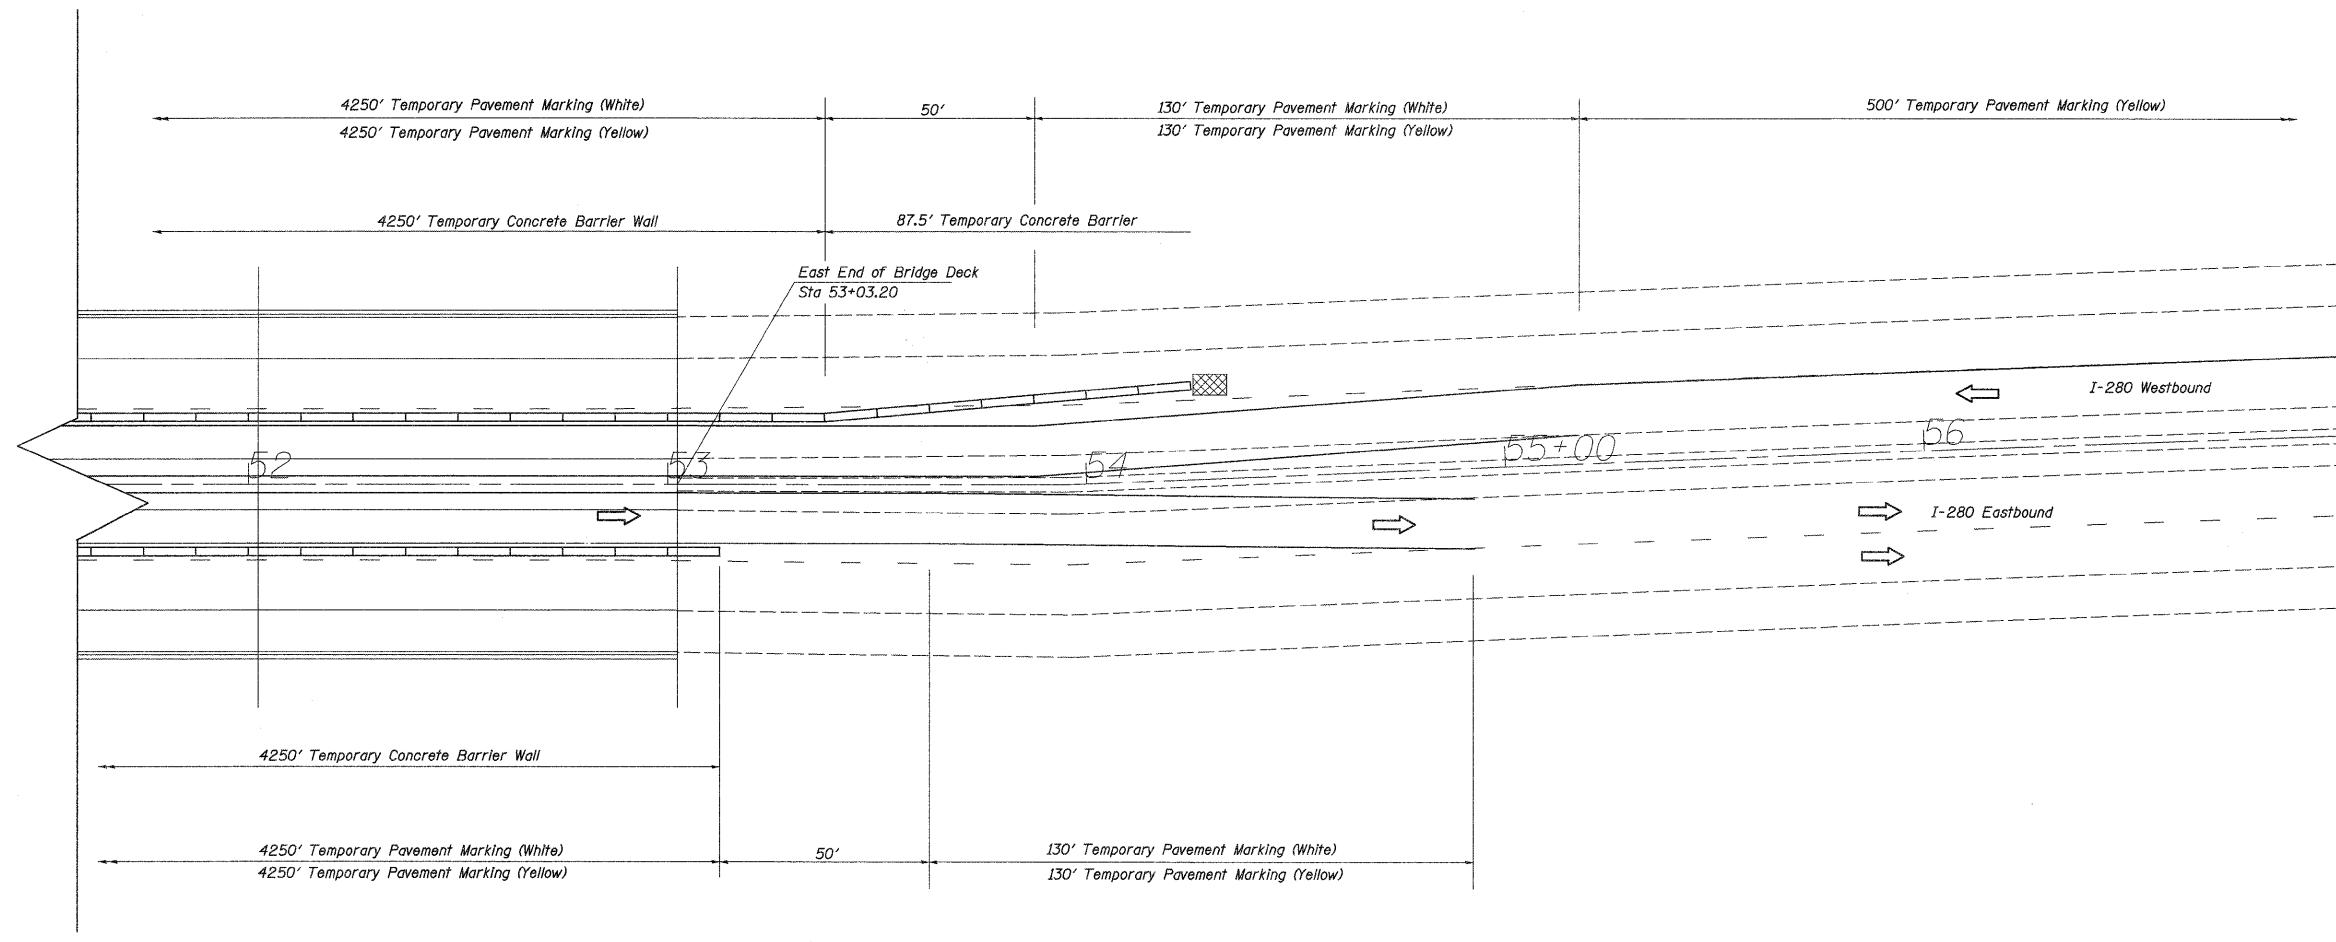 4250' Temporary Pavement Marking (White)
4250' Temporary Pavement Marking (Yellow)
50'
130' Temporary Pavement Marking (White)
130' Temporary Pavement Marking (Yellow)
500' Temporary Pavement Marking (Yellow)
4250' Temporary Concrete Barrier Wall
87.5' Temporary Concrete Barrier
East End of Bridge Deck
Sta 53+03.20
I-280 Westbound
52
53
54
55+00
56
I-280 Eastbound
4250' Temporary Concrete Barrier Wall
4250' Temporary Pavement Marking (White)
4250' Temporary Pavement Marking (Yellow)
50'
130' Temporary Pavement Marking (White)
130' Temporary Pavement Marking (Yellow)